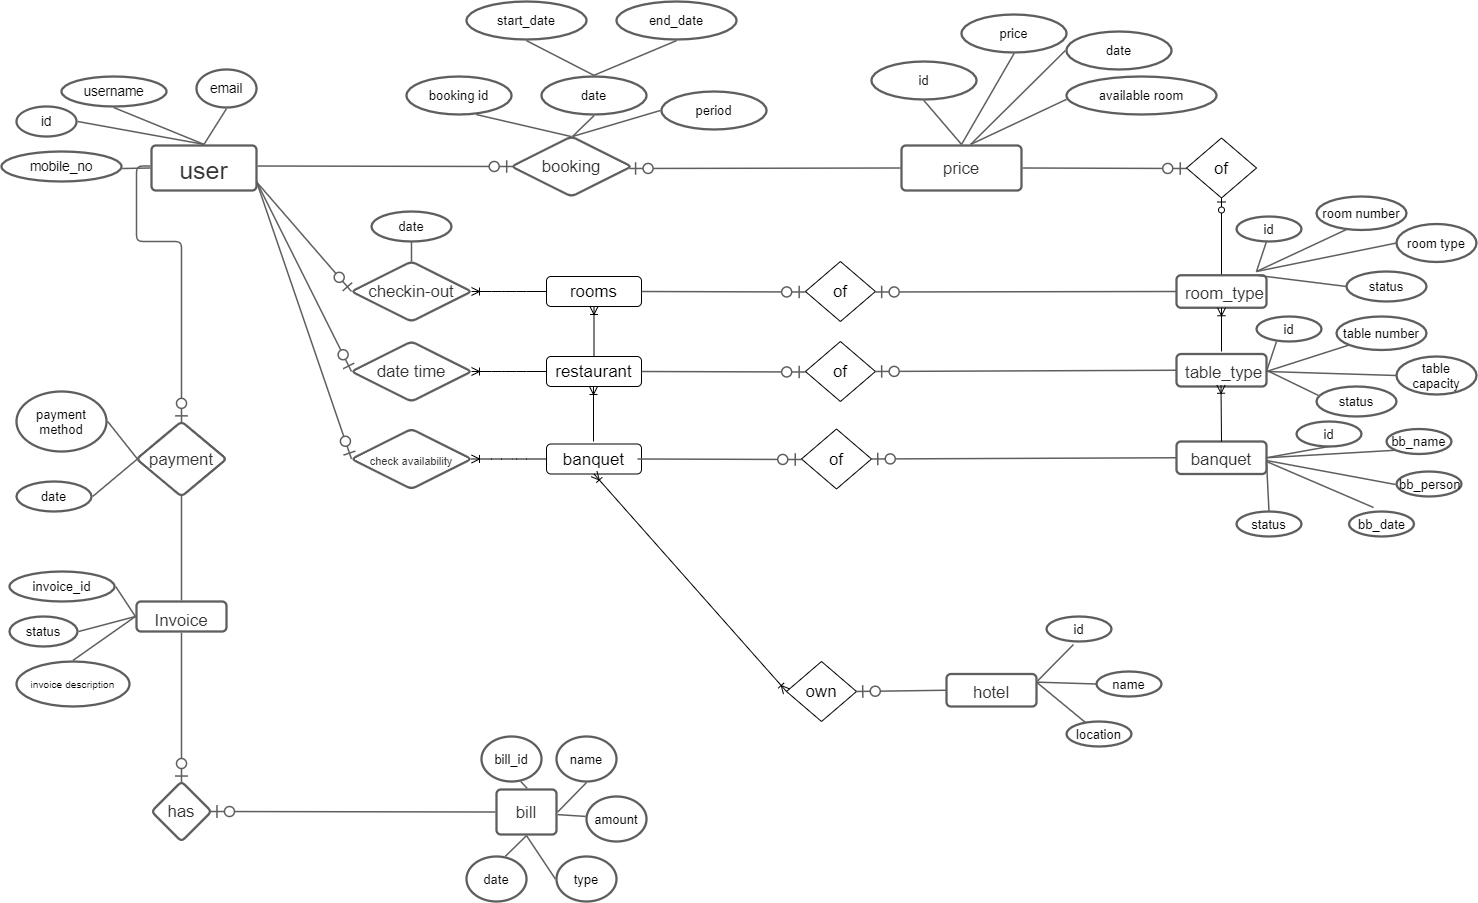 start_date
end_date
price
date
id
available room
username
email
id
mobile_no
user
booking id
date
period
booking
price
of
date
checkin-out
rooms
of
id
room number
room type
status
room_type
date time
restaurant
of
id
table number
table
capacity
status
table_type
check availability
banquet
of
banquet
id
bb_name
bb_person
bb_date
status
payment
method
payment
date
invoice_id
status
invoice description
Invoice
own
hotel
id
name
location
has
bill_id
name
bill
amount
date
type